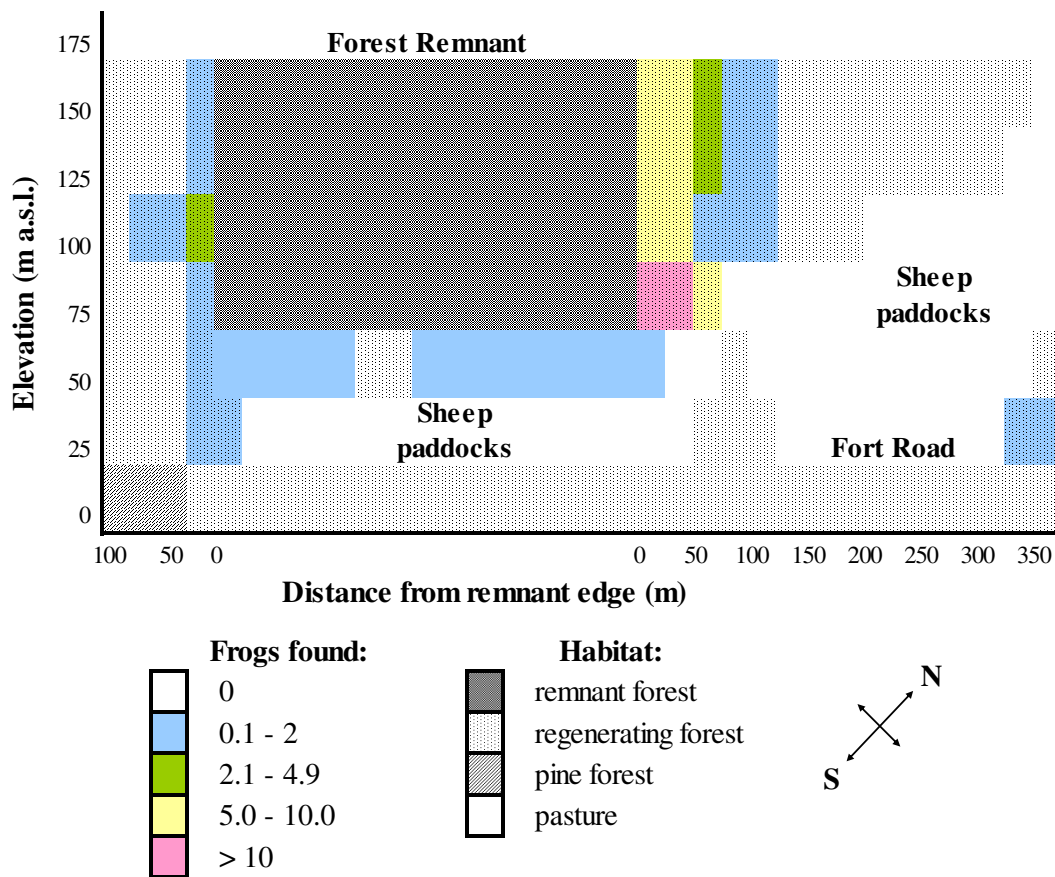 Forest Remnant
175
150
125
100
75
50
25
0
Elevation (m a.s.l.)
Sheep
paddocks
Sheep
paddocks
Fort Road
100 50 0 0 50 100 150 200 250 300 350
Distance from remnant edge (m)
Frogs found:
0
0.1 - 2
2.1 - 4.9
5.0 - 10.0
> 10
Habitat:
remnant forest
regenerating forest
pine forest
pasture
N
S